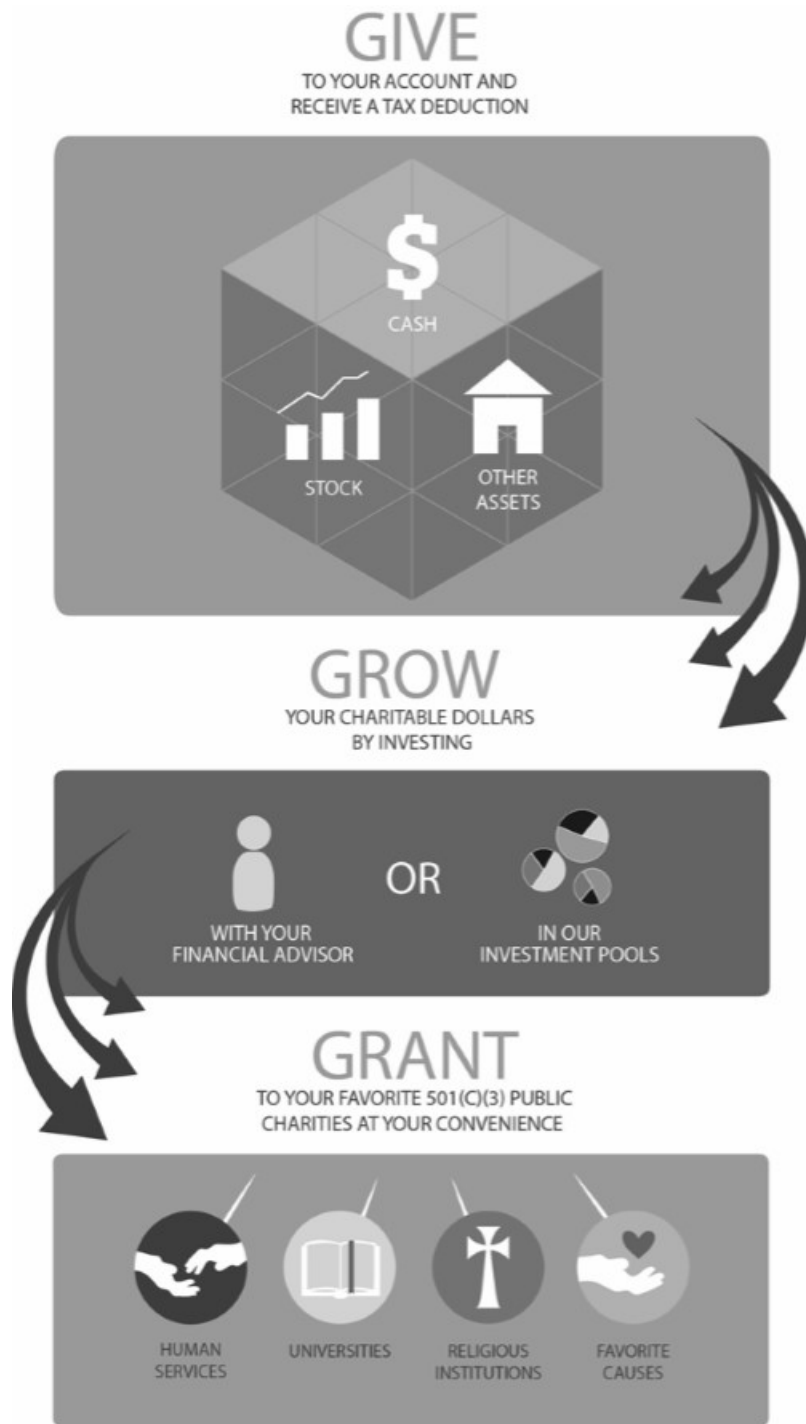 GIVE
TO YOUR ACCOUNT AND
RECEIVE A TAX DEDUCTION
$
CASH
STOCK
OTHER
ASSETS
GROW
YOUR CHARITABLE DOLLARS
BY INVESTING
WITH YOUR
FINANCIAL ADVISOR
OR
IN OUR
INVESTMENT POOLS
GRANT
TO YOUR FAVORITE 501(C)(3) PUBLIC
CHARITIES AT YOUR CONVENIENCE
HUMAN
SERVICES
UNIVERSITIES
RELIGIOUS
INSTITUTIONS
FAVORITE
CAUSES